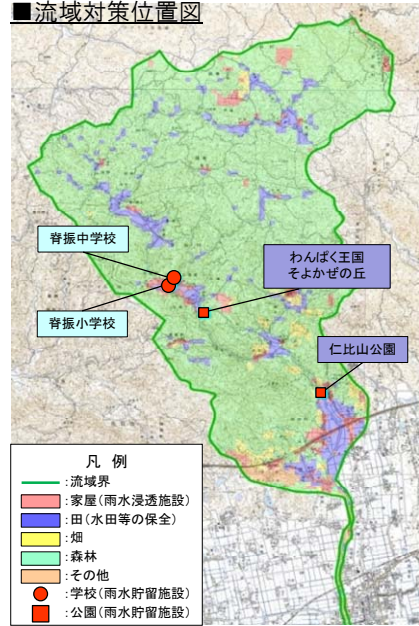 ■流域対策位置図
脊振中学校
わんぱく王国
そよかぜの丘
脊振小学校
仁比山公園
凡 例
:流域界
:家屋(雨水浸透施設)
:田(水田等の保全)
:畑
:森林
:その他
:学校(雨水貯留施設)
:公園(雨水貯留施設)